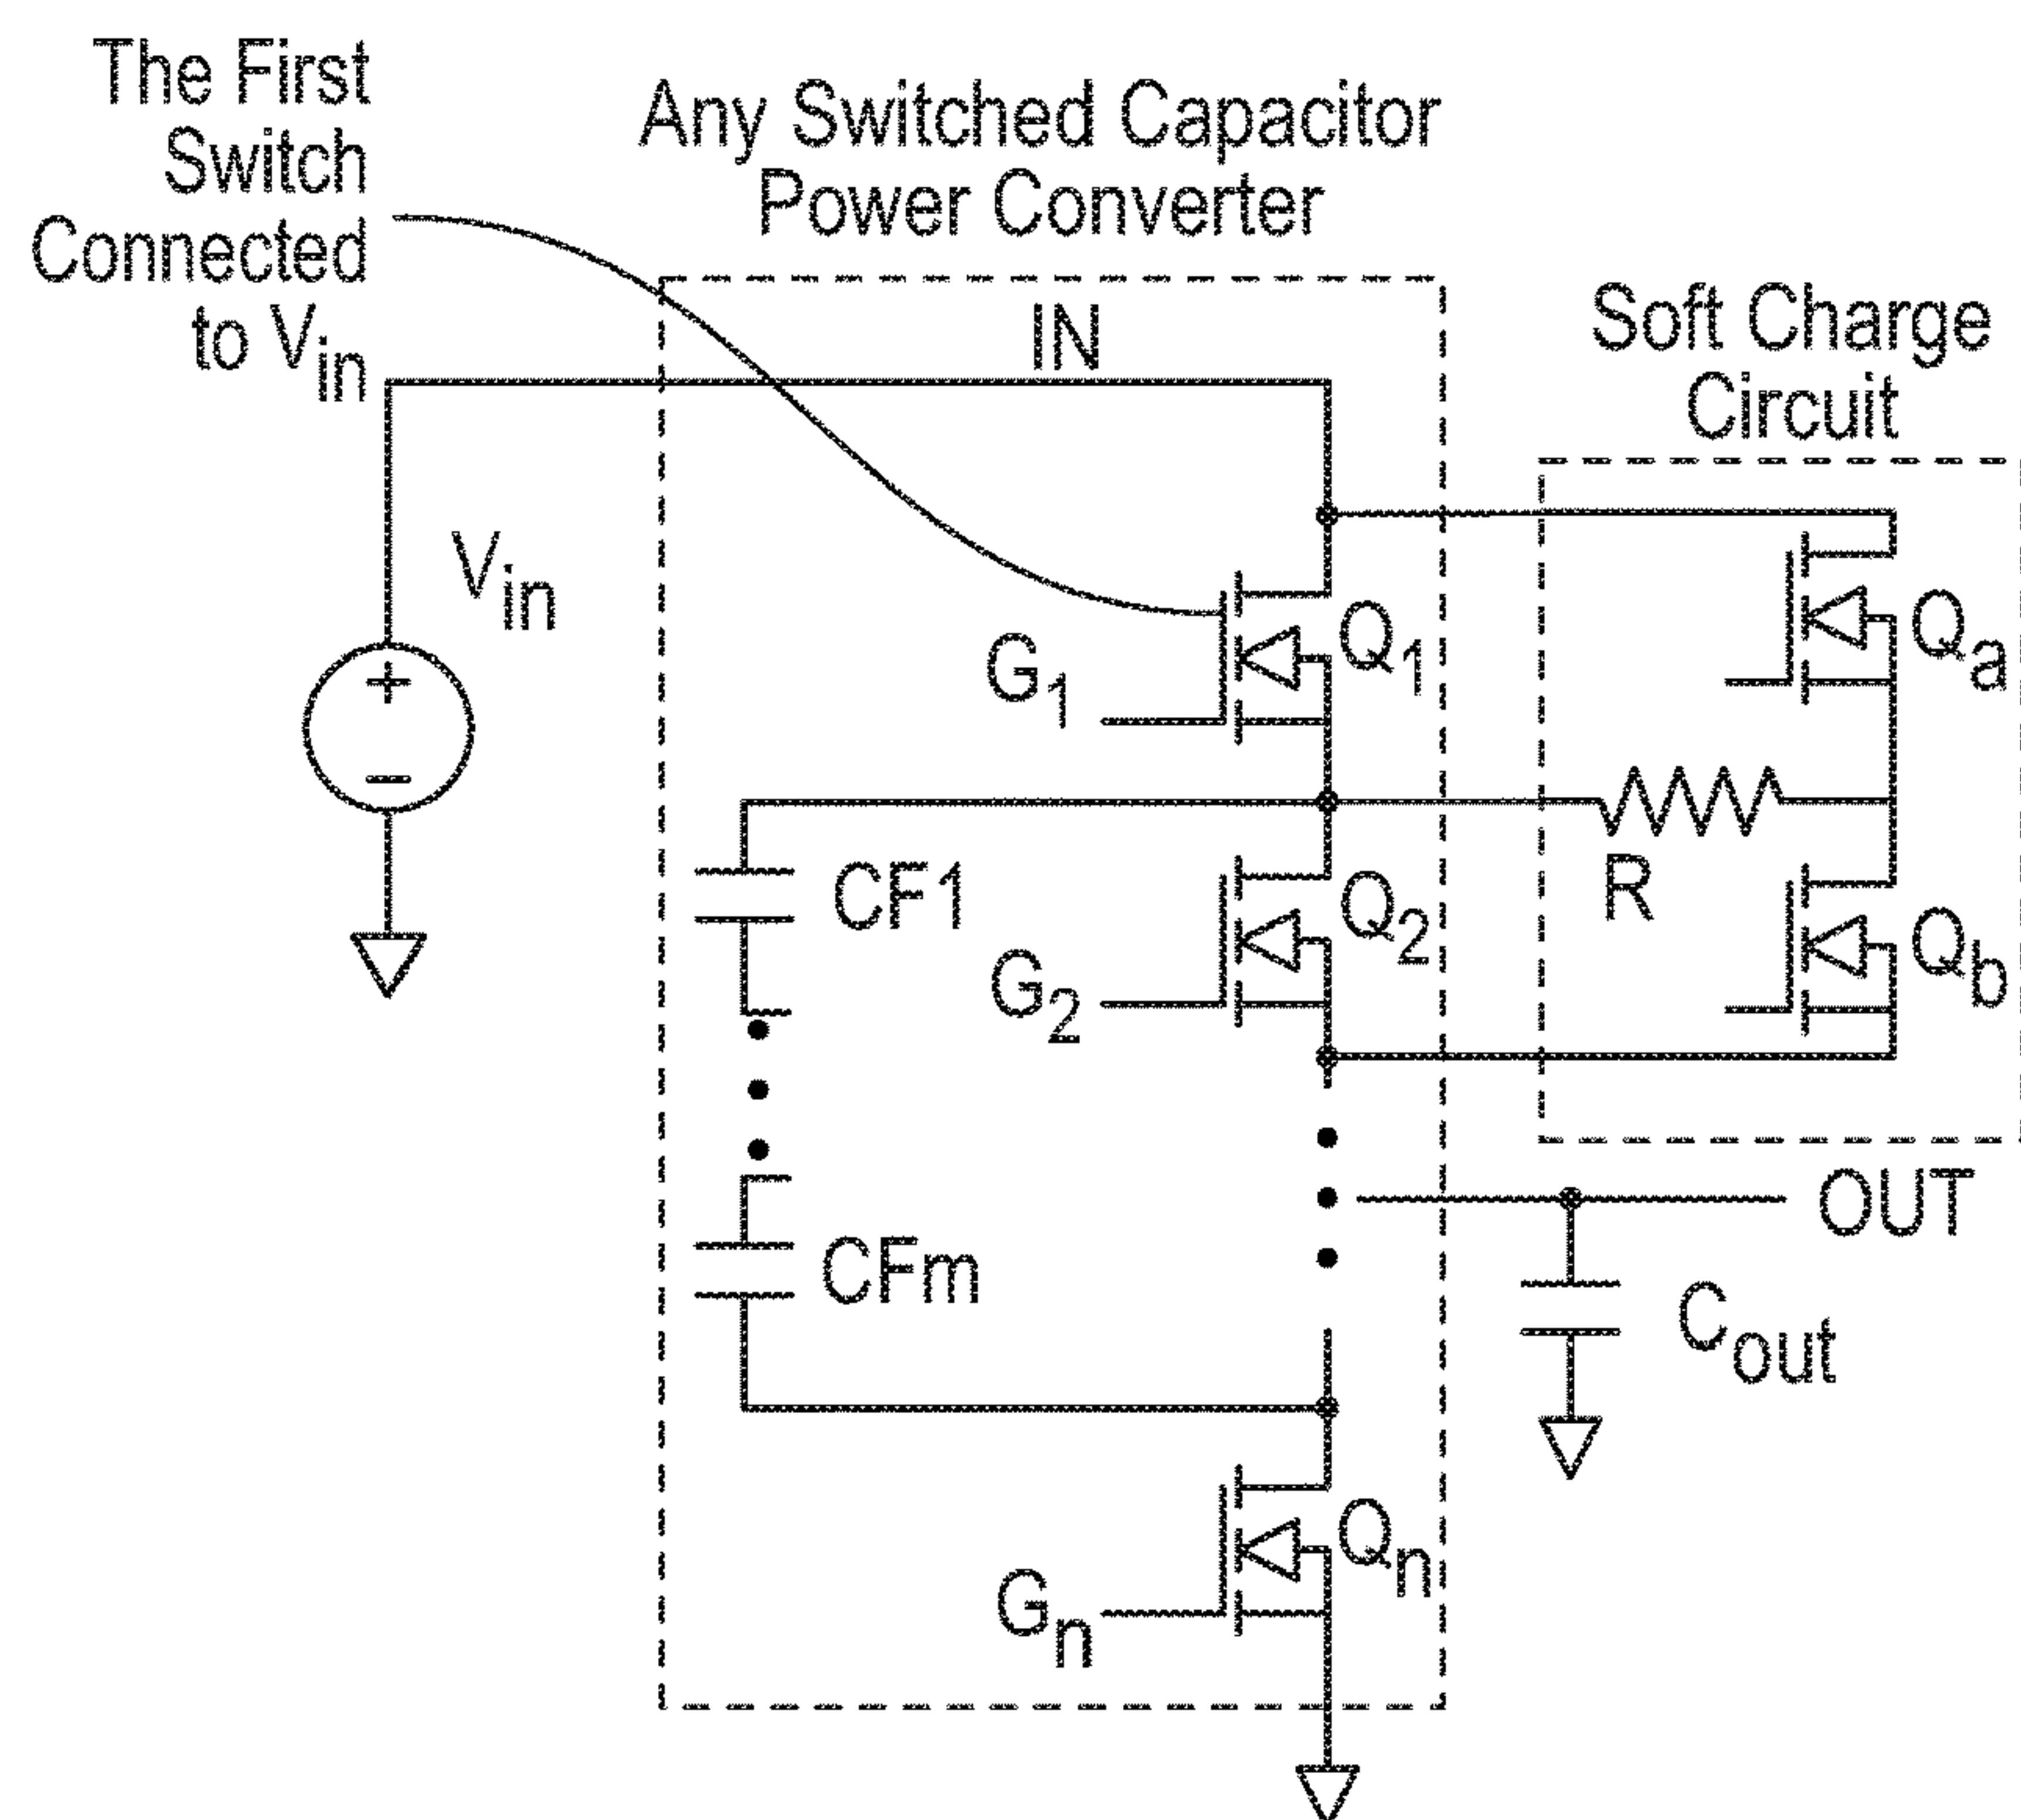 The First
Switch
Connected
to Vin
Any Switched Capacitor
Power Converter
IN
Soft Charge
Circuit
Vin
+
−
G1
Q1
Qa
R
CF1
G2
Q2
Qb
OUT
CFm
Cout
Gn
Qn